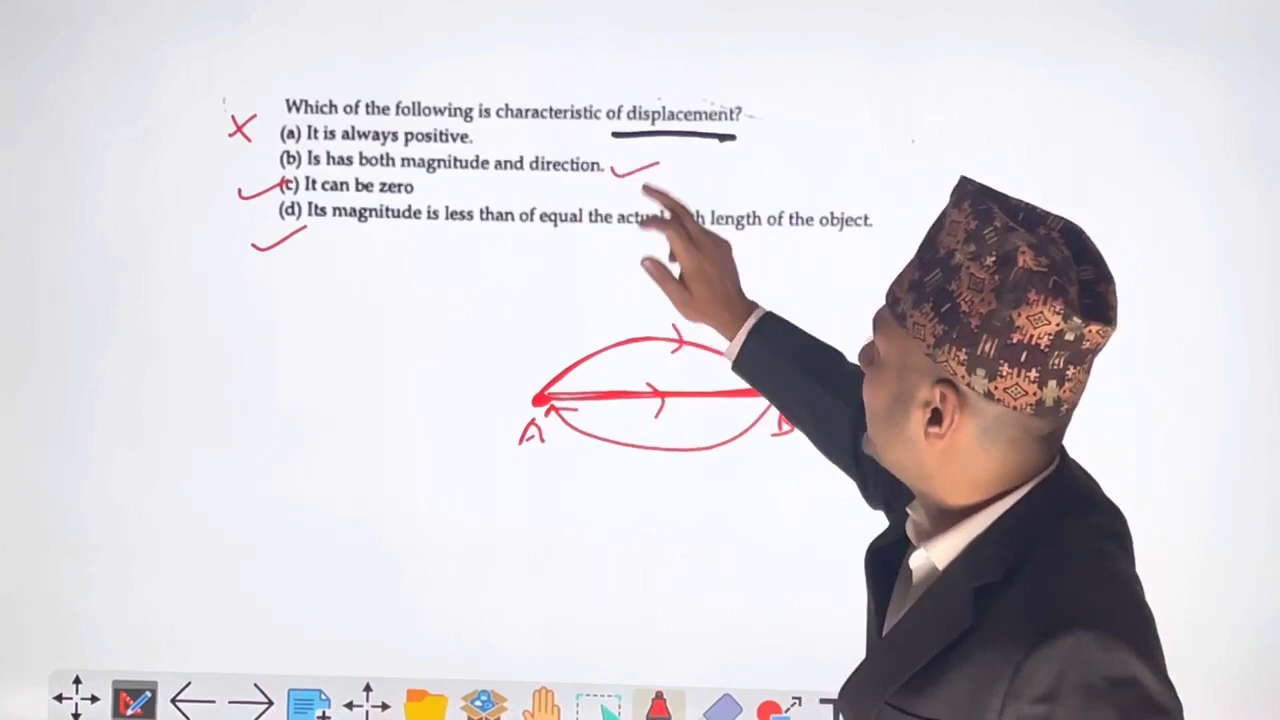 Which of the following is characteristic of displacement?
(a) It is always positive.
(b) Is has both magnitude and direction.
(c) It can be zero
(d) Its magnitude is less than of equal the length of the object.
A